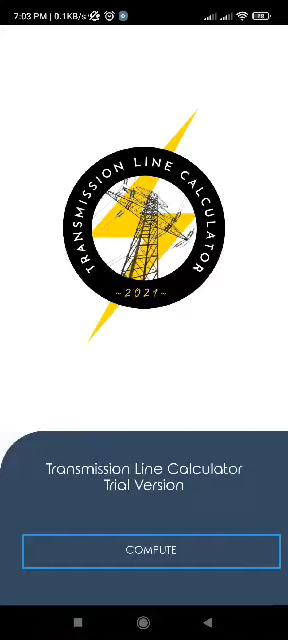 7:03 PM | 0.1KB/s
TRANSMISSION LINE CALCULATOR
~2021~
Transmission Line Calculator
Trial Version
COMPUTE